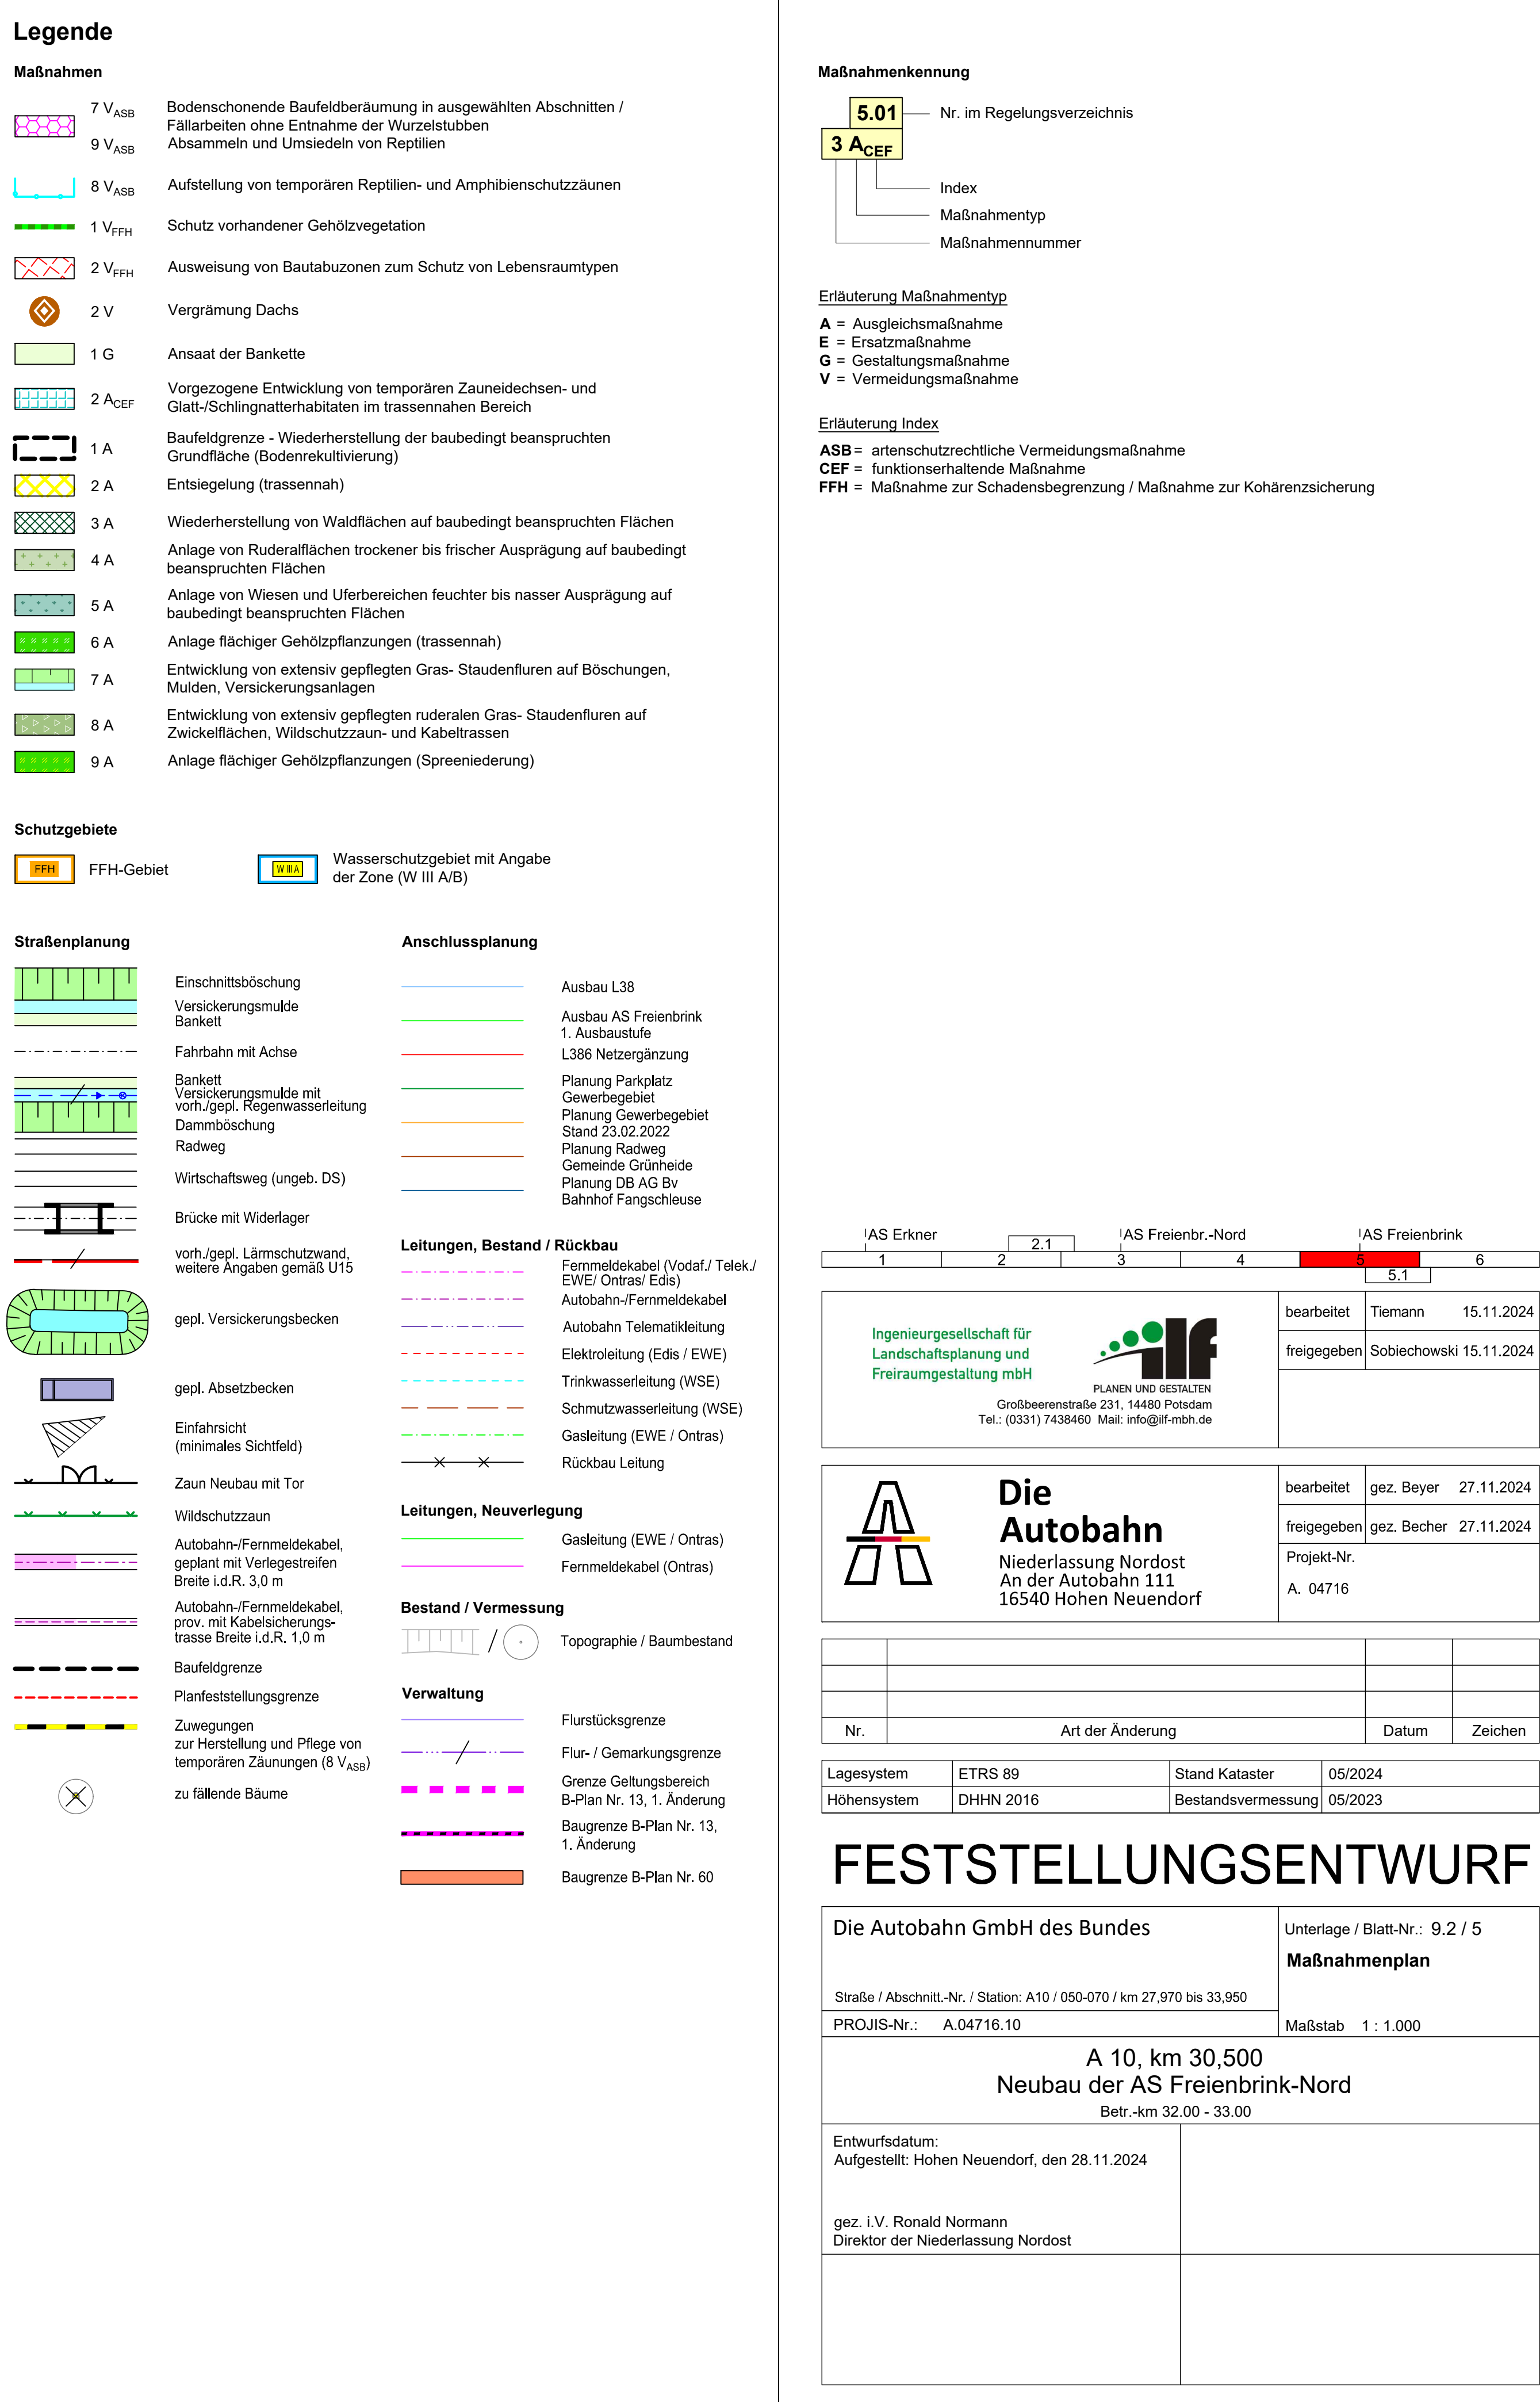 Legende
Maßnahmen
7 VASB Bodenschonende Baufeldberäumung in ausgewählten Abschnitten /
Fällarbeiten ohne Entnahme der Wurzelstubben
9 VASB Absammeln und Umsiedeln von Reptilien
8 VASB Aufstellung von temporären Reptilien- und Amphibienschutzzäunen
1 VFFH Schutz vorhandener Gehölzvegetation
2 VFFH Ausweisung von Bautabuzonen zum Schutz von Lebensraumtypen
2 V Vergrämung Dachs
1 G Ansaat der Bankette
2 ACEF Vorgezogene Entwicklung von temporären Zauneidechsen- und
Glatt-/Schlingnatterhabitaten im trassennahen Bereich
1 A Baufeldgrenze - Wiederherstellung der baubedingt beanspruchten
Grundfläche (Bodenrekultivierung)
2 A Entsiegelung (trassennah)
3 A Wiederherstellung von Waldflächen auf baubedingt beanspruchten Flächen
4 A Anlage von Ruderalflächen trockener bis frischer Ausprägung auf baubedingt
beanspruchten Flächen
5 A Anlage von Wiesen und Uferbereichen feuchter bis nasser Ausprägung auf
baubedingt beanspruchten Flächen
6 A Anlage flächiger Gehölzpflanzungen (trassennah)
7 A Entwicklung von extensiv gepflegten Gras- Staudenfluren auf Böschungen,
Mulden, Versickerungsanlagen
8 A Entwicklung von extensiv gepflegten ruderalen Gras- Staudenfluren auf
Zwickelflächen, Wildschutzzaun- und Kabeltrassen
9 A Anlage flächiger Gehölzpflanzungen (Spreeniederung)
Schutzgebiete
FFH FFH-Gebiet
W III A Wasserschutzgebiet mit Angabe
der Zone (W III A/B)
Straßenplanung
Einschnittsböschung
Versickerungsmulde
Bankett
Fahrbahn mit Achse
Bankett
Versickerungsmulde mit
vorh./gepl. Regenwasserleitung
Dammböschung
Radweg
Wirtschaftsweg (ungeb. DS)
Brücke mit Widerlager
vorh./gepl. Lärmschutzwand,
weitere Angaben gemäß U15
gepl. Versickerungsbecken
gepl. Absetzbecken
Einfahrsicht
(minimales Sichtfeld)
Zaun Neubau mit Tor
Wildschutzzaun
Autobahn-/Fernmeldekabel,
geplant mit Verlegestreifen
Breite i.d.R. 3,0 m
Autobahn-/Fernmeldekabel,
prov. mit Kabelsicherungs-
trasse Breite i.d.R. 1,0 m
Baufeldgrenze
Planfeststellungsgrenze
Zuwegungen
zur Herstellung und Pflege von
temporären Zäunungen (8 VASB)
zu fällende Bäume
Anschlussplanung
Ausbau L38
Ausbau AS Freienbrink
1. Ausbaustufe
L386 Netzergänzung
Planung Parkplatz
Gewerbegebiet
Planung Gewerbegebiet
Stand 23.02.2022
Planung Radweg
Gemeinde Grünheide
Planung DB AG Bv
Bahnhof Fangschleuse
Leitungen, Bestand / Rückbau
Fernmeldekabel (Vodaf./ Telek./
EWE/ Ontras/ Edis)
Autobahn-/Fernmeldekabel
Autobahn Telematikleitung
Elektroleitung (Edis / EWE)
Trinkwasserleitung (WSE)
Schmutzwasserleitung (WSE)
Gasleitung (EWE / Ontras)
Rückbau Leitung
Leitungen, Neuverlegung
Gasleitung (EWE / Ontras)
Fernmeldekabel (Ontras)
Bestand / Vermessung
Topographie / Baumbestand
Verwaltung
Flurstücksgrenze
Flur- / Gemarkungsgrenze
Grenze Geltungsbereich
B-Plan Nr. 13, 1. Änderung
Baugrenze B-Plan Nr. 13,
1. Änderung
Baugrenze B-Plan Nr. 60
Maßnahmenkennung
5.01 Nr. im Regelungsverzeichnis
3 ACEF
Index
Maßnahmentyp
Maßnahmennummer
Erläuterung Maßnahmentyp
A = Ausgleichsmaßnahme
E = Ersatzmaßnahme
G = Gestaltungsmaßnahme
V = Vermeidungsmaßnahme
Erläuterung Index
ASB = artenschutzrechtliche Vermeidungsmaßnahme
CEF = funktionserhaltende Maßnahme
FFH = Maßnahme zur Schadensbegrenzung / Maßnahme zur Kohärenzsicherung
AS Erkner AS Freienbr.-Nord AS Freienbrink
2.1
1 2 3 4 5 6
5.1
Ingenieurgesellschaft für
Landschaftsplanung und
Freiraumgestaltung mbH
ilf
PLANEN UND GESTALTEN
Großbeerenstraße 231, 14480 Potsdam
Tel.: (0331) 7438460 Mail: info@ilf-mbh.de
bearbeitet Tiemann 15.11.2024
freigegeben Sobiechowski 15.11.2024
Die
Autobahn
Niederlassung Nordost
An der Autobahn 111
16540 Hohen Neuendorf
bearbeitet gez. Beyer 27.11.2024
freigegeben gez. Becher 27.11.2024
Projekt-Nr.
A. 04716
Nr. Art der Änderung Datum Zeichen
Lagesystem ETRS 89 Stand Kataster 05/2024
Höhensystem DHHN 2016 Bestandsvermessung 05/2023
FESTSTELLUNGSENTWURF
Die Autobahn GmbH des Bundes
Straße / Abschnitt.-Nr. / Station: A10 / 050-070 / km 27,970 bis 33,950
PROJIS-Nr.: A.04716.10
Unterlage / Blatt-Nr.: 9.2 / 5
Maßnahmenplan
Maßstab 1 : 1.000
A 10, km 30,500
Neubau der AS Freienbrink-Nord
Betr.-km 32.00 - 33.00
Entwurfsdatum:
Aufgestellt: Hohen Neuendorf, den 28.11.2024
gez. i.V. Ronald Normann
Direktor der Niederlassung Nordost